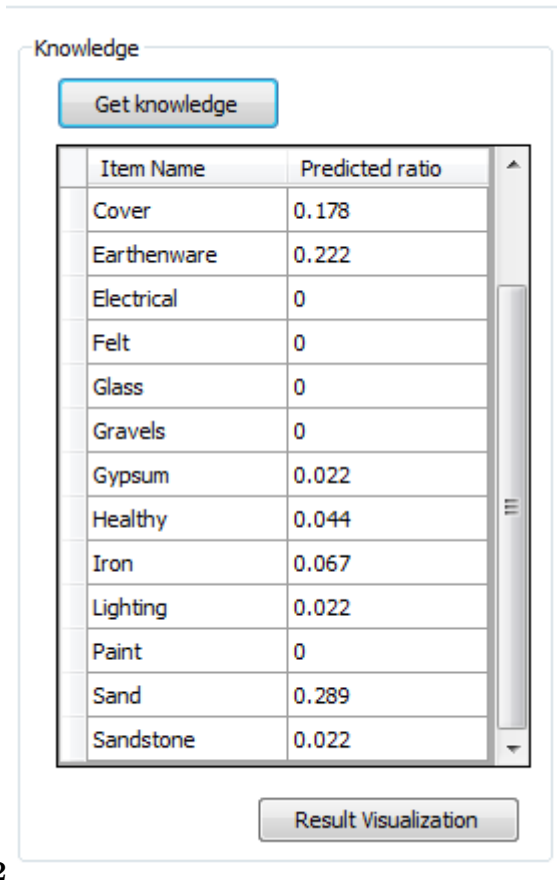 Knowledge
Get knowledge
Item Name Predicted ratio
Cover 0.178
Earthenware 0.222
Electrical 0
Felt 0
Glass 0
Gravels 0
Gypsum 0.022
Healthy 0.044
Iron 0.067
Lighting 0.022
Paint 0
Sand 0.289
Sandstone 0.022
Result Visualization
2